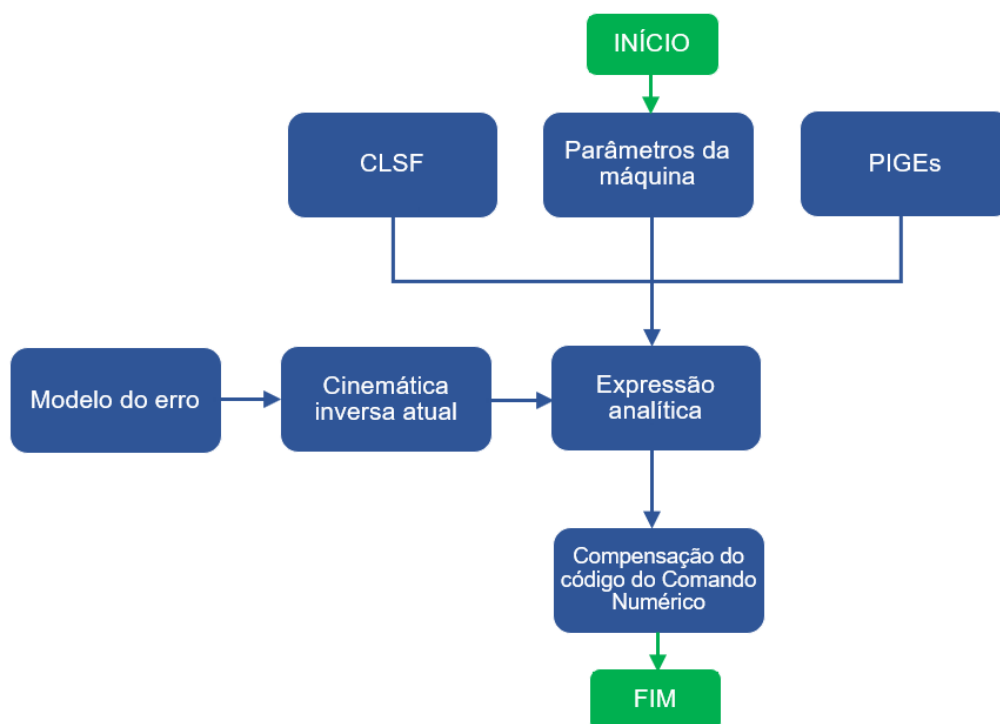 INÍCIO
CLSF
Parâmetros da
máquina
PIGEs
Modelo do erro
Cinemática
inversa atual
Expressão
analítica
Compensação do
código do Comando
Numérico
FIM